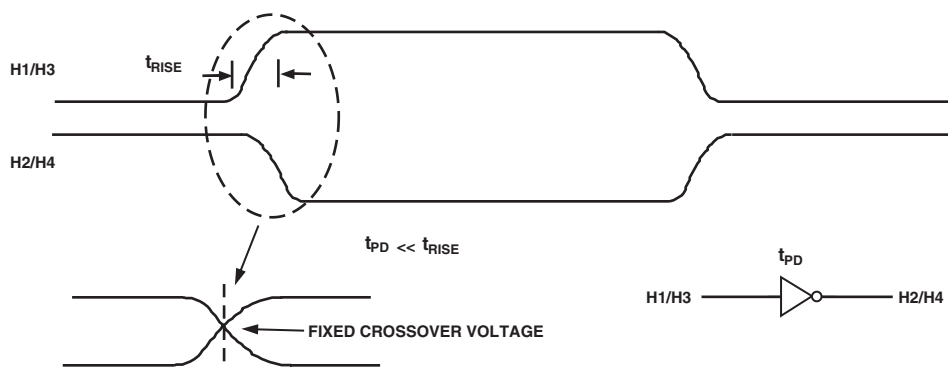 H1/H3
tRISE
H2/H4
tPD << tRISE
tPD
H1/H3
H2/H4
FIXED CROSSOVER VOLTAGE